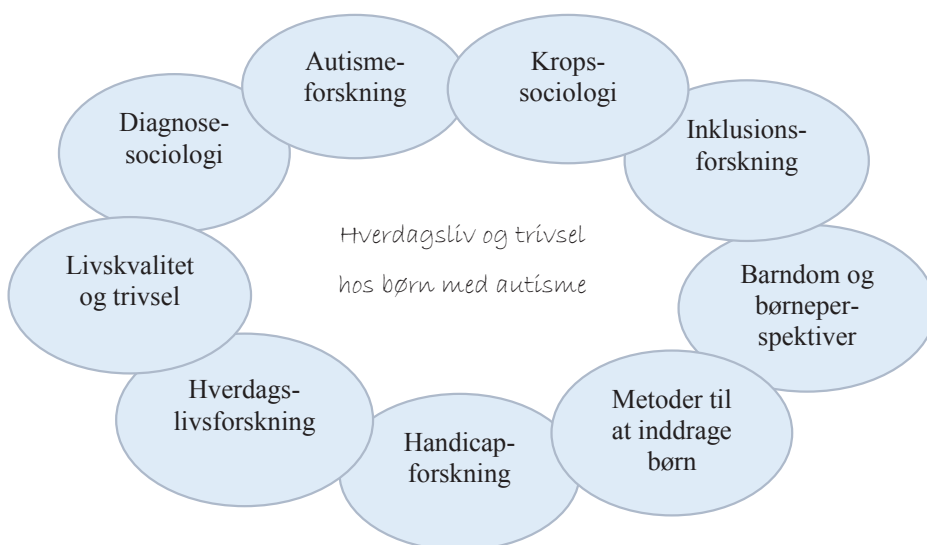 Autisme-
forskning
Krops-
sociologi
Diagnose-
sociologi
Inklusions-
forskning
Hverdagsliv og trivsel
hos børn med autisme
Livskvalitet
og trivsel
Barndom og
børneper-
spektiver
Hverdags-
livsforskning
Metoder til
at inddrage
børn
Handicap-
forskning